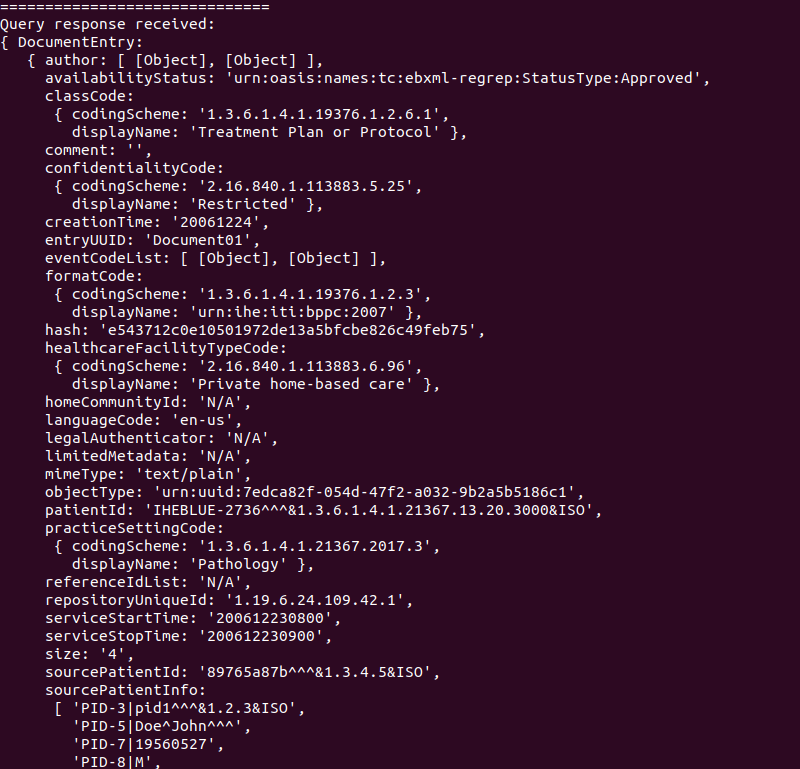 ==============================
Query response received:
{ DocumentEntry:
   { author: [ [Object], [Object] ],
     availabilityStatus: 'urn:oasis:names:tc:ebxml-regrep:StatusType:Approved',
     classCode:
      { codingScheme: '1.3.6.1.4.1.19376.1.2.6.1',
        displayName: 'Treatment Plan or Protocol' },
     comment: '',
     confidentialityCode:
      { codingScheme: '2.16.840.1.113883.5.25',
        displayName: 'Restricted' },
     creationTime: '20061224',
     entryUUID: 'Document01',
     eventCodeList: [ [Object], [Object] ],
     formatCode:
      { codingScheme: '1.3.6.1.4.1.19376.1.2.3',
        displayName: 'urn:ihe:iti:bppc:2007' },
     hash: 'e543712c0e10501972de13a5bfcbe826c49feb75',
     healthcareFacilityTypeCode:
      { codingScheme: '2.16.840.1.113883.6.96',
        displayName: 'Private home-based care' },
     homeCommunityId: 'N/A',
     languageCode: 'en-us',
     legalAuthenticator: 'N/A',
     limitedMetadata: 'N/A',
     mimeType: 'text/plain',
     objectType: 'urn:uuid:7edca82f-054d-47f2-a032-9b2a5b5186c1',
     patientId: 'IHEBLUE-2736^^^&1.3.6.1.4.1.21367.13.20.3000&ISO',
     practiceSettingCode:
      { codingScheme: '1.3.6.1.4.1.21367.2017.3',
        displayName: 'Pathology' },
     referenceIdList: 'N/A',
     repositoryUniqueId: '1.19.6.24.109.42.1',
     serviceStartTime: '200612230800',
     serviceStopTime: '200612230900',
     size: '4',
     sourcePatientId: '89765a87b^^^&1.3.4.5&ISO',
     sourcePatientInfo:
      [ 'PID-3|pid1^^^&1.2.3&ISO',
        'PID-5|Doe^John^^^',
        'PID-7|19560527',
        'PID-8|M',